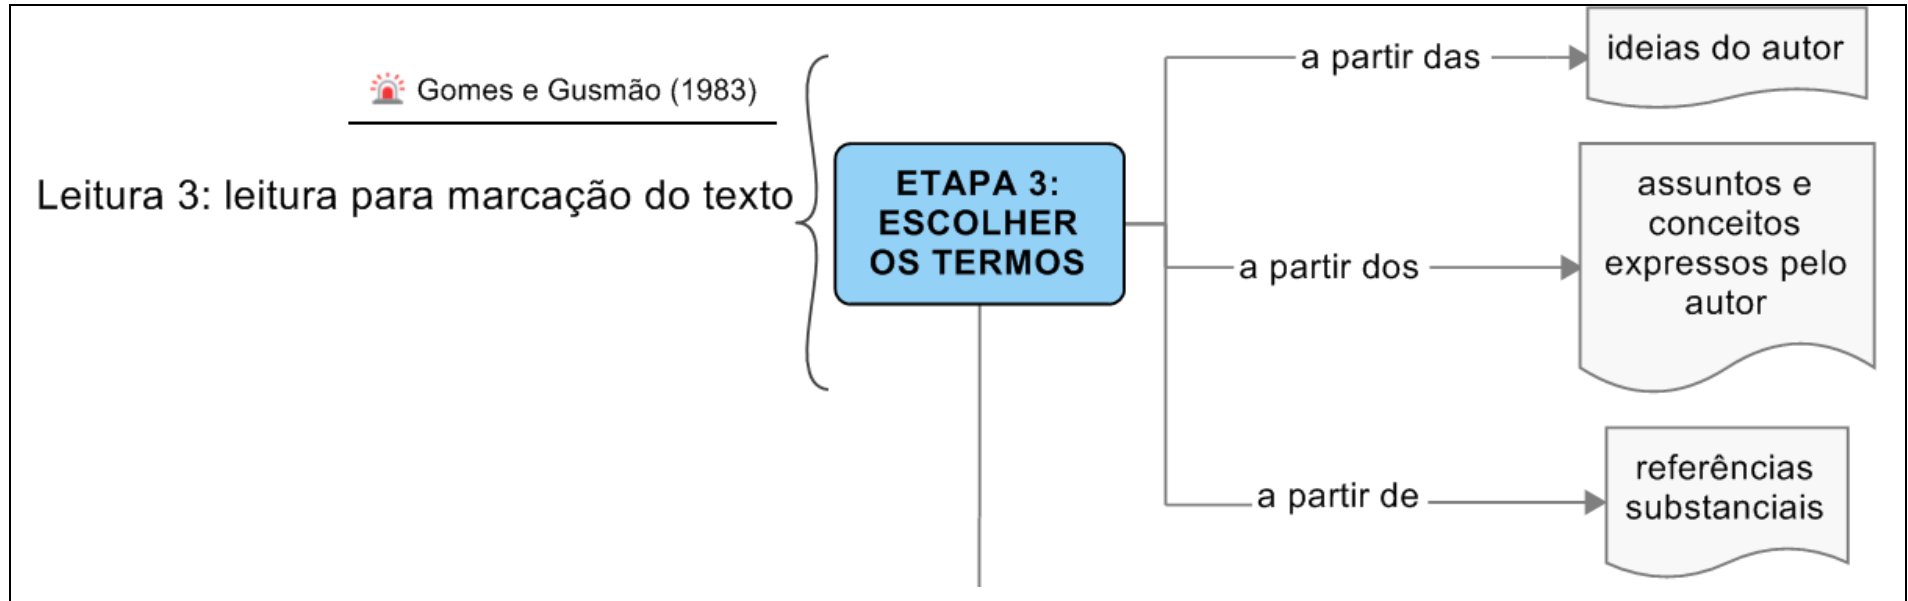 Gomes e Gusmão (1983)
Leitura 3: leitura para marcação do texto
ETAPA 3:
ESCOLHER
OS TERMOS
a partir das
ideias do autor
a partir dos
assuntos e
conceitos
expressos pelo
autor
a partir de
referências
substanciais